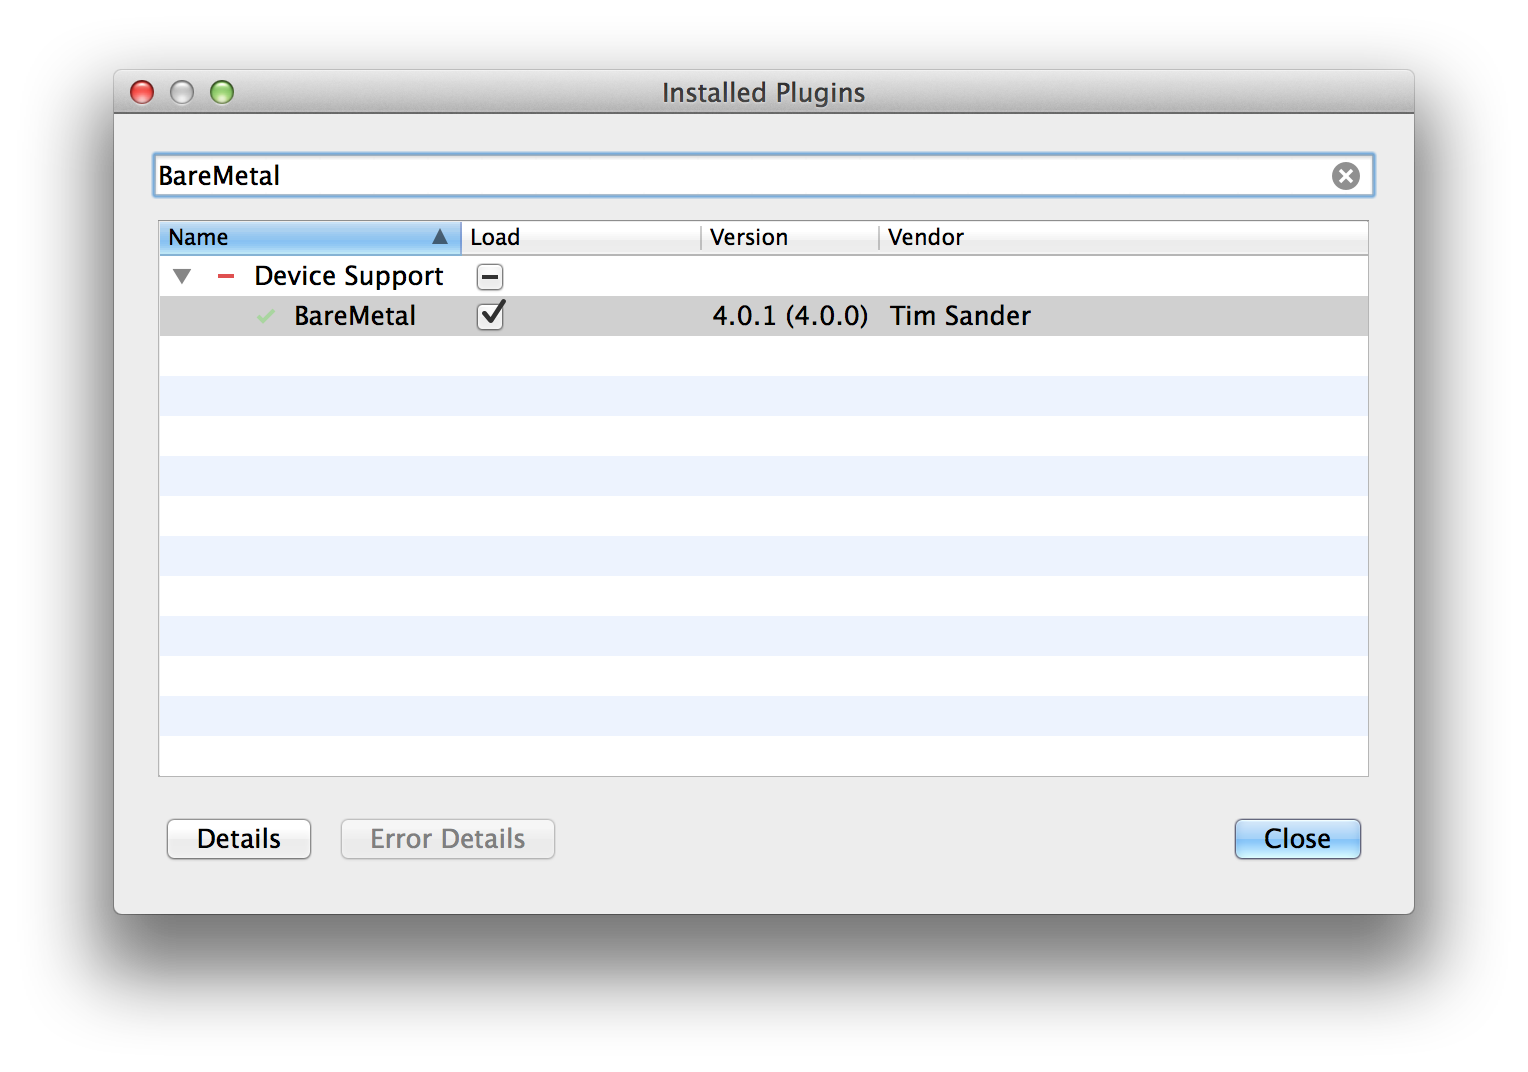 Installed Plugins
BareMetal
Name Load Version Vendor
Device Support
BareMetal 4.0.1 (4.0.0) Tim Sander
Details Error Details Close